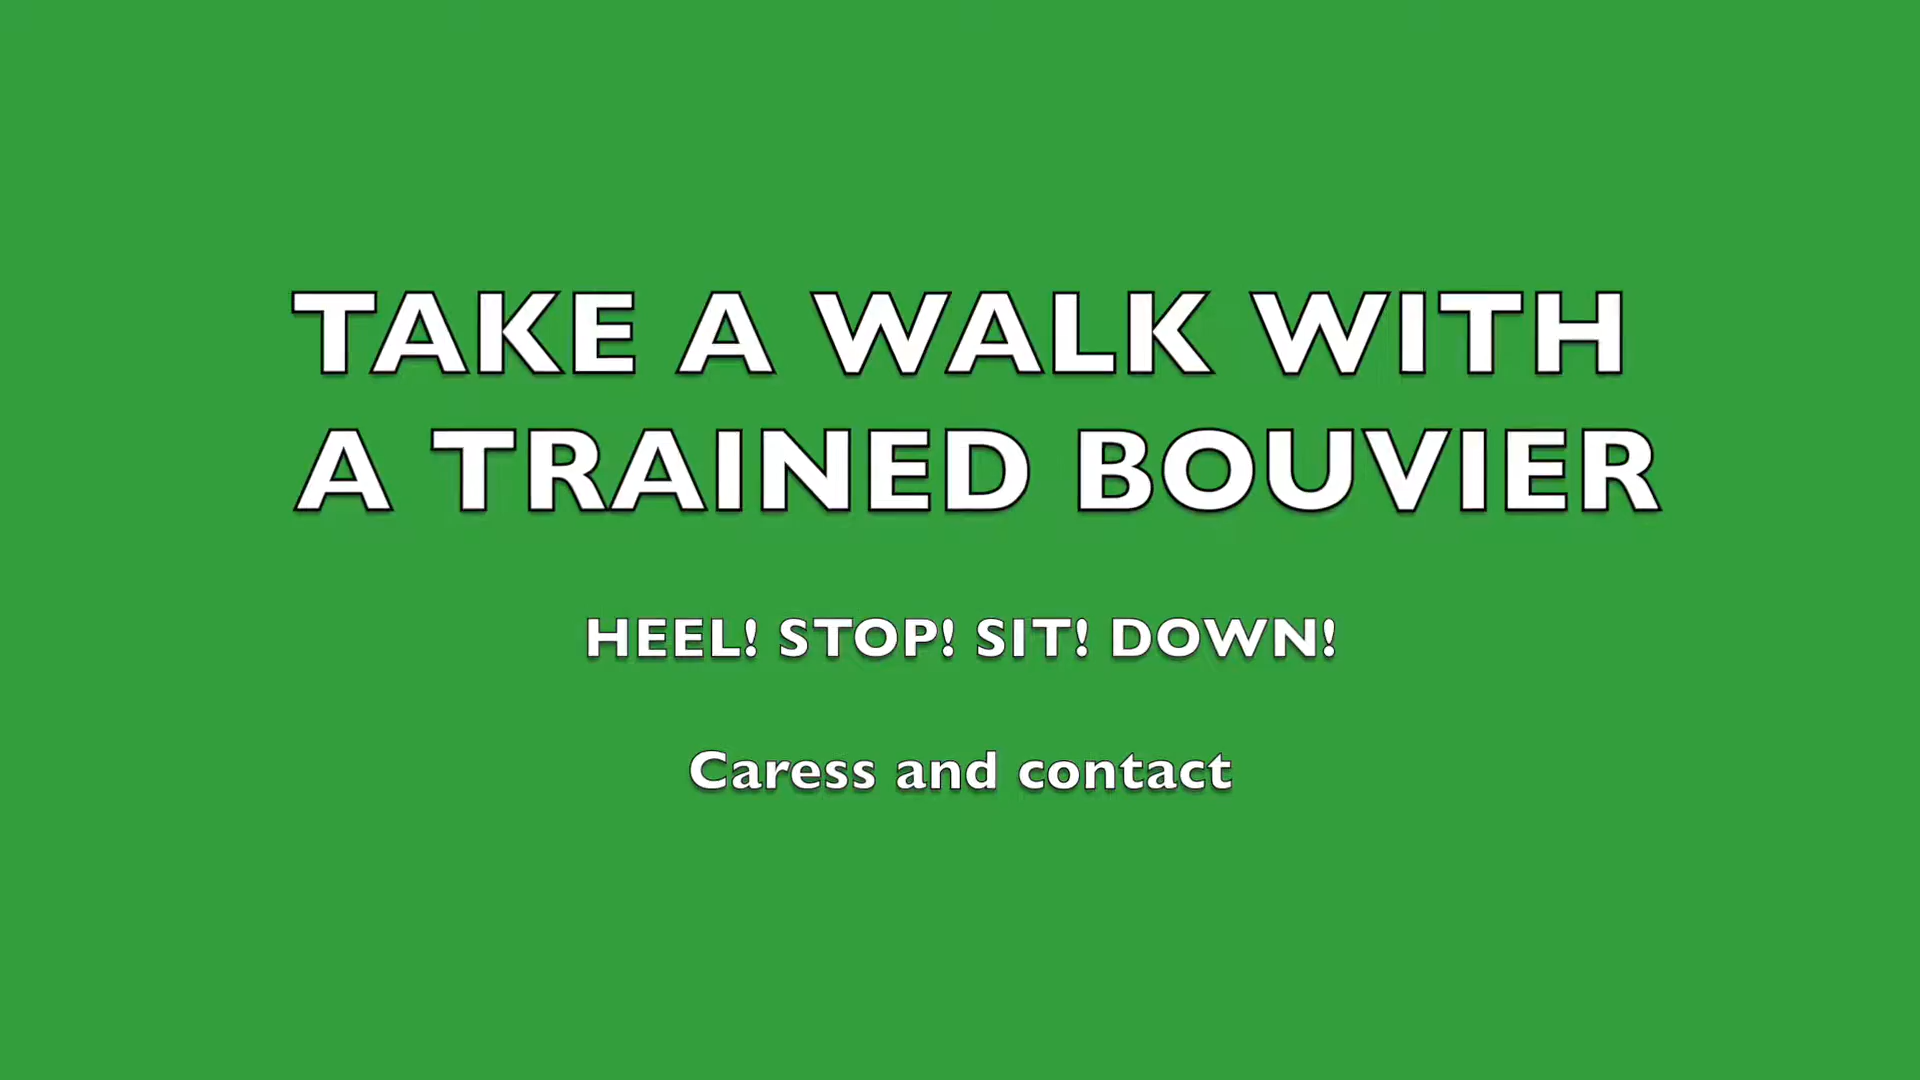 TAKE A WALK WITH
A TRAINED BOUVIER
HEEL! STOP! SIT! DOWN!
Caress and contact